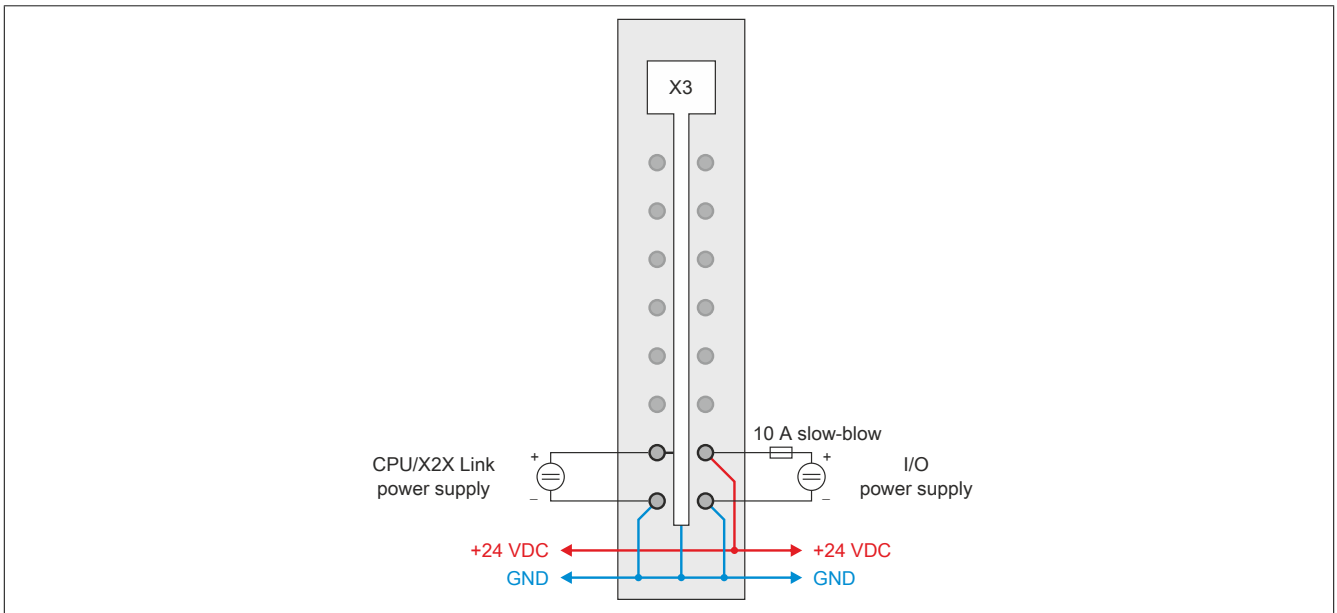 X3
10 A slow-blow
CPU/X2X Link
power supply
+
–
+
–
I/O
power supply
+24 VDC
+24 VDC
GND
GND